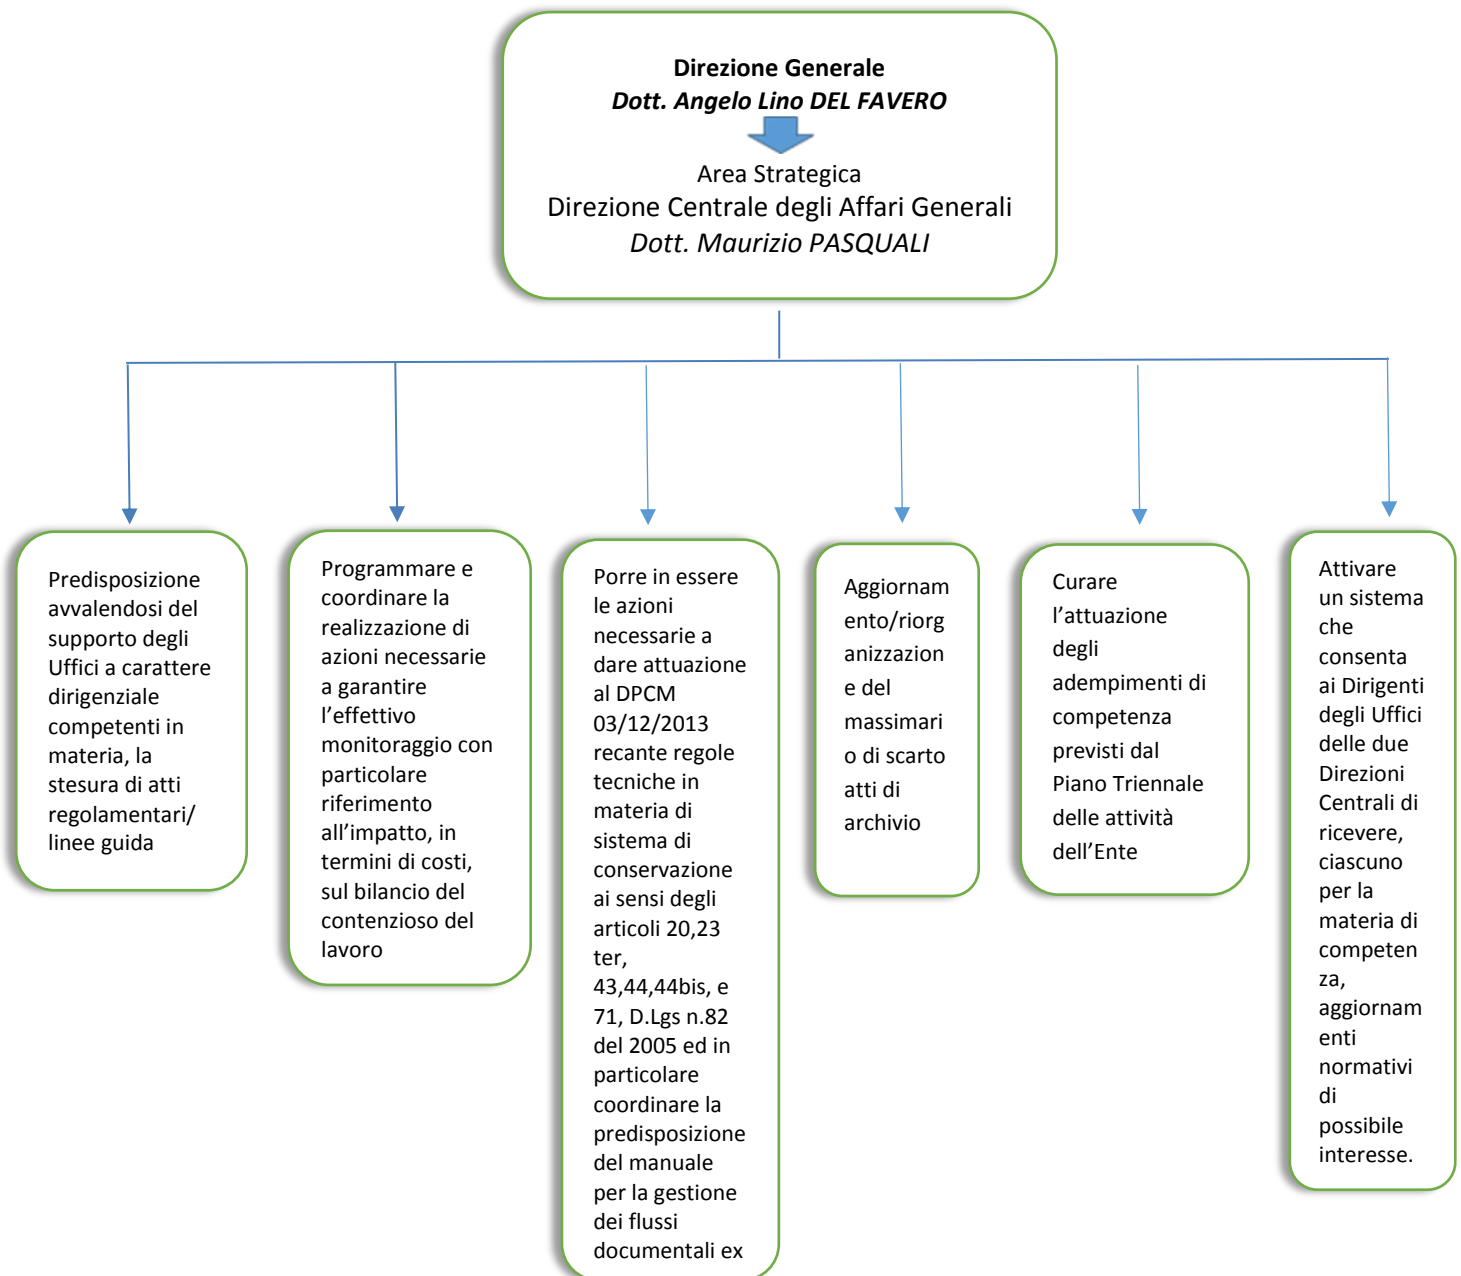 Direzione Generale
Dott. Angelo Lino DEL FAVERO
Area Strategica
Direzione Centrale degli Affari Generali
Dott. Maurizio PASQUALI
Predisposizione
avvalendosi del
supporto degli
Uffici a carattere
dirigenziale
competenti in
materia, la
stesura di atti
regolamentari/
linee guida
Programmare e
coordinare la
realizzazione di
azioni necessarie
a garantire
l’effettivo
monitoraggio con
particolare
riferimento
all’impatto, in
termini di costi,
sul bilancio del
contenzioso del
lavoro
Porre in essere
le azioni
necessarie a
dare attuazione
al DPCM
03/12/2013
recante regole
tecniche in
materia di
sistema di
conservazione
ai sensi degli
articoli 20,23
ter,
43,44,44bis, e
71, D.Lgs n.82
del 2005 ed in
particolare
coordinare la
predisposizione
del manuale
per la gestione
dei flussi
documentali ex
Aggiornam
ento/riorg
anizzazion
e del
massimari
o di scarto
atti di
archivio
Curare
l’attuazione
degli
adempimenti di
competenza
previsti dal
Piano Triennale
delle attività
dell’Ente
Attivare
un sistema
che
consenta
ai Dirigenti
degli Uffici
delle due
Direzioni
Centrali di
ricevere,
ciascuno
per la
materia di
competen
za,
aggiornam
enti
normativi
di
possibile
interesse.